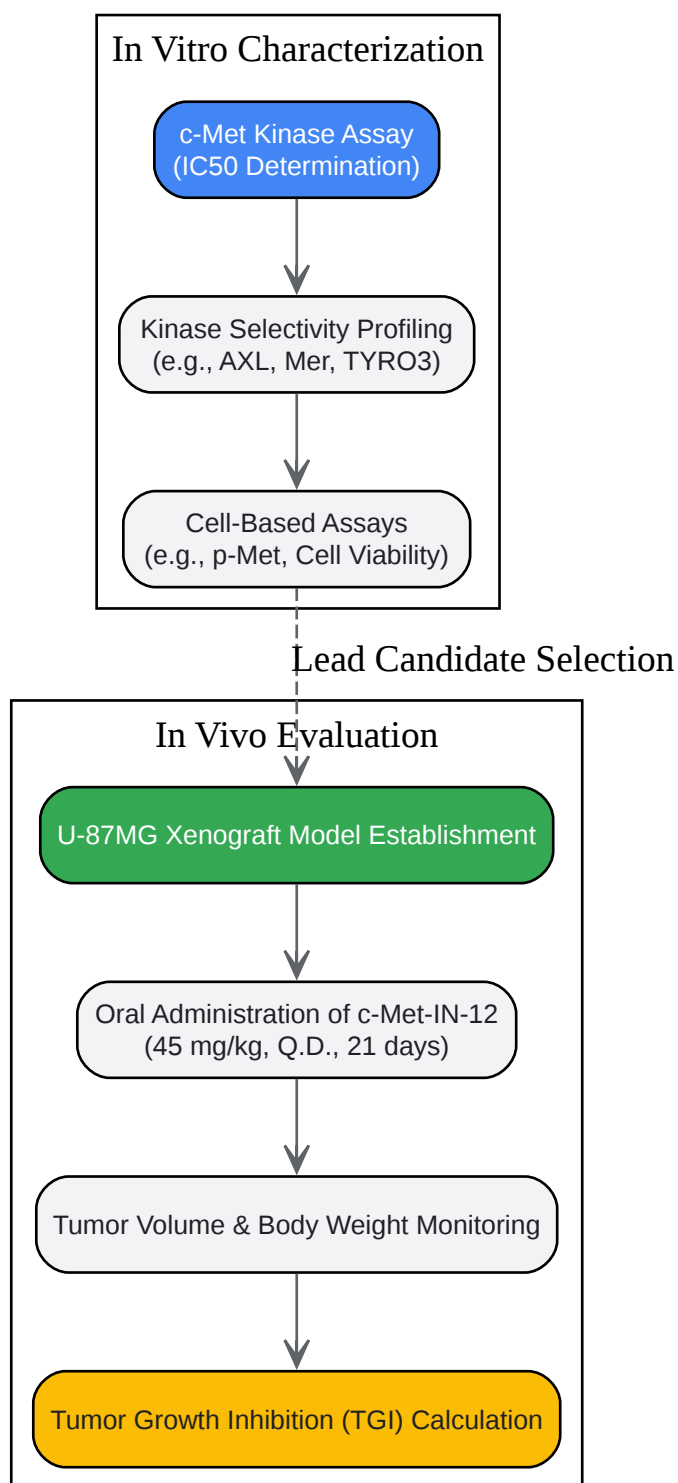 In Vitro Characterization
c-Met Kinase Assay
(IC50 Determination)
Kinase Selectivity Profiling
(e.g., AXL, Mer, TYRO3)
Cell-Based Assays
(e.g., p-Met, Cell Viability)
Lead Candidate Selection
In Vivo Evaluation
U-87MG Xenograft Model Establishment
Oral Administration of c-Met-IN-12
(45 mg/kg, Q.D., 21 days)
Tumor Volume & Body Weight Monitoring
Tumor Growth Inhibition (TGI) Calculation